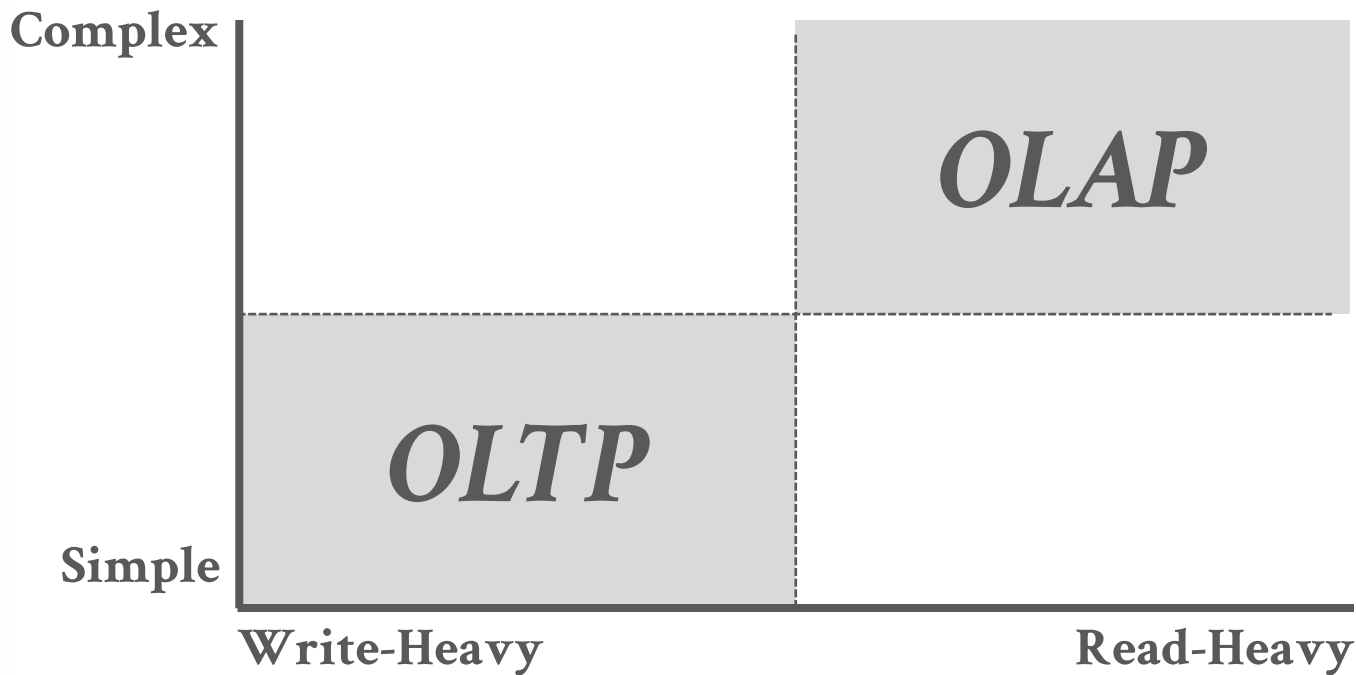 Complex
OLAP
OLTP
Simple
Write-Heavy
Read-Heavy